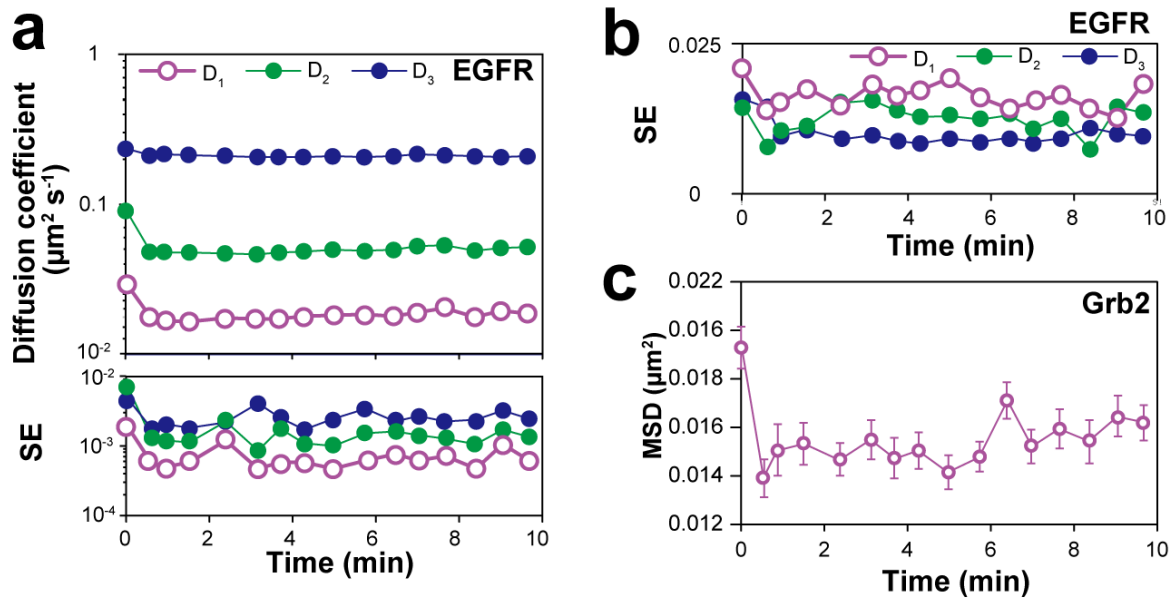 a
Diffusion coefficient
(µm² s⁻¹)
1
0.1
10⁻²
D₁ D₂ D₃ EGFR
SE
10⁻²
10⁻³
10⁻⁴
0 2 4 6 8 10
Time (min)
b
EGFR
SE
0.025
0
D₁ D₂ D₃
0 2 4 6 8 10
Time (min)
c
Grb2
MSD (µm²)
0.022
0.016
0.018
0.016
0.014
0.012
0 2 4 6 8 10
Time (min)